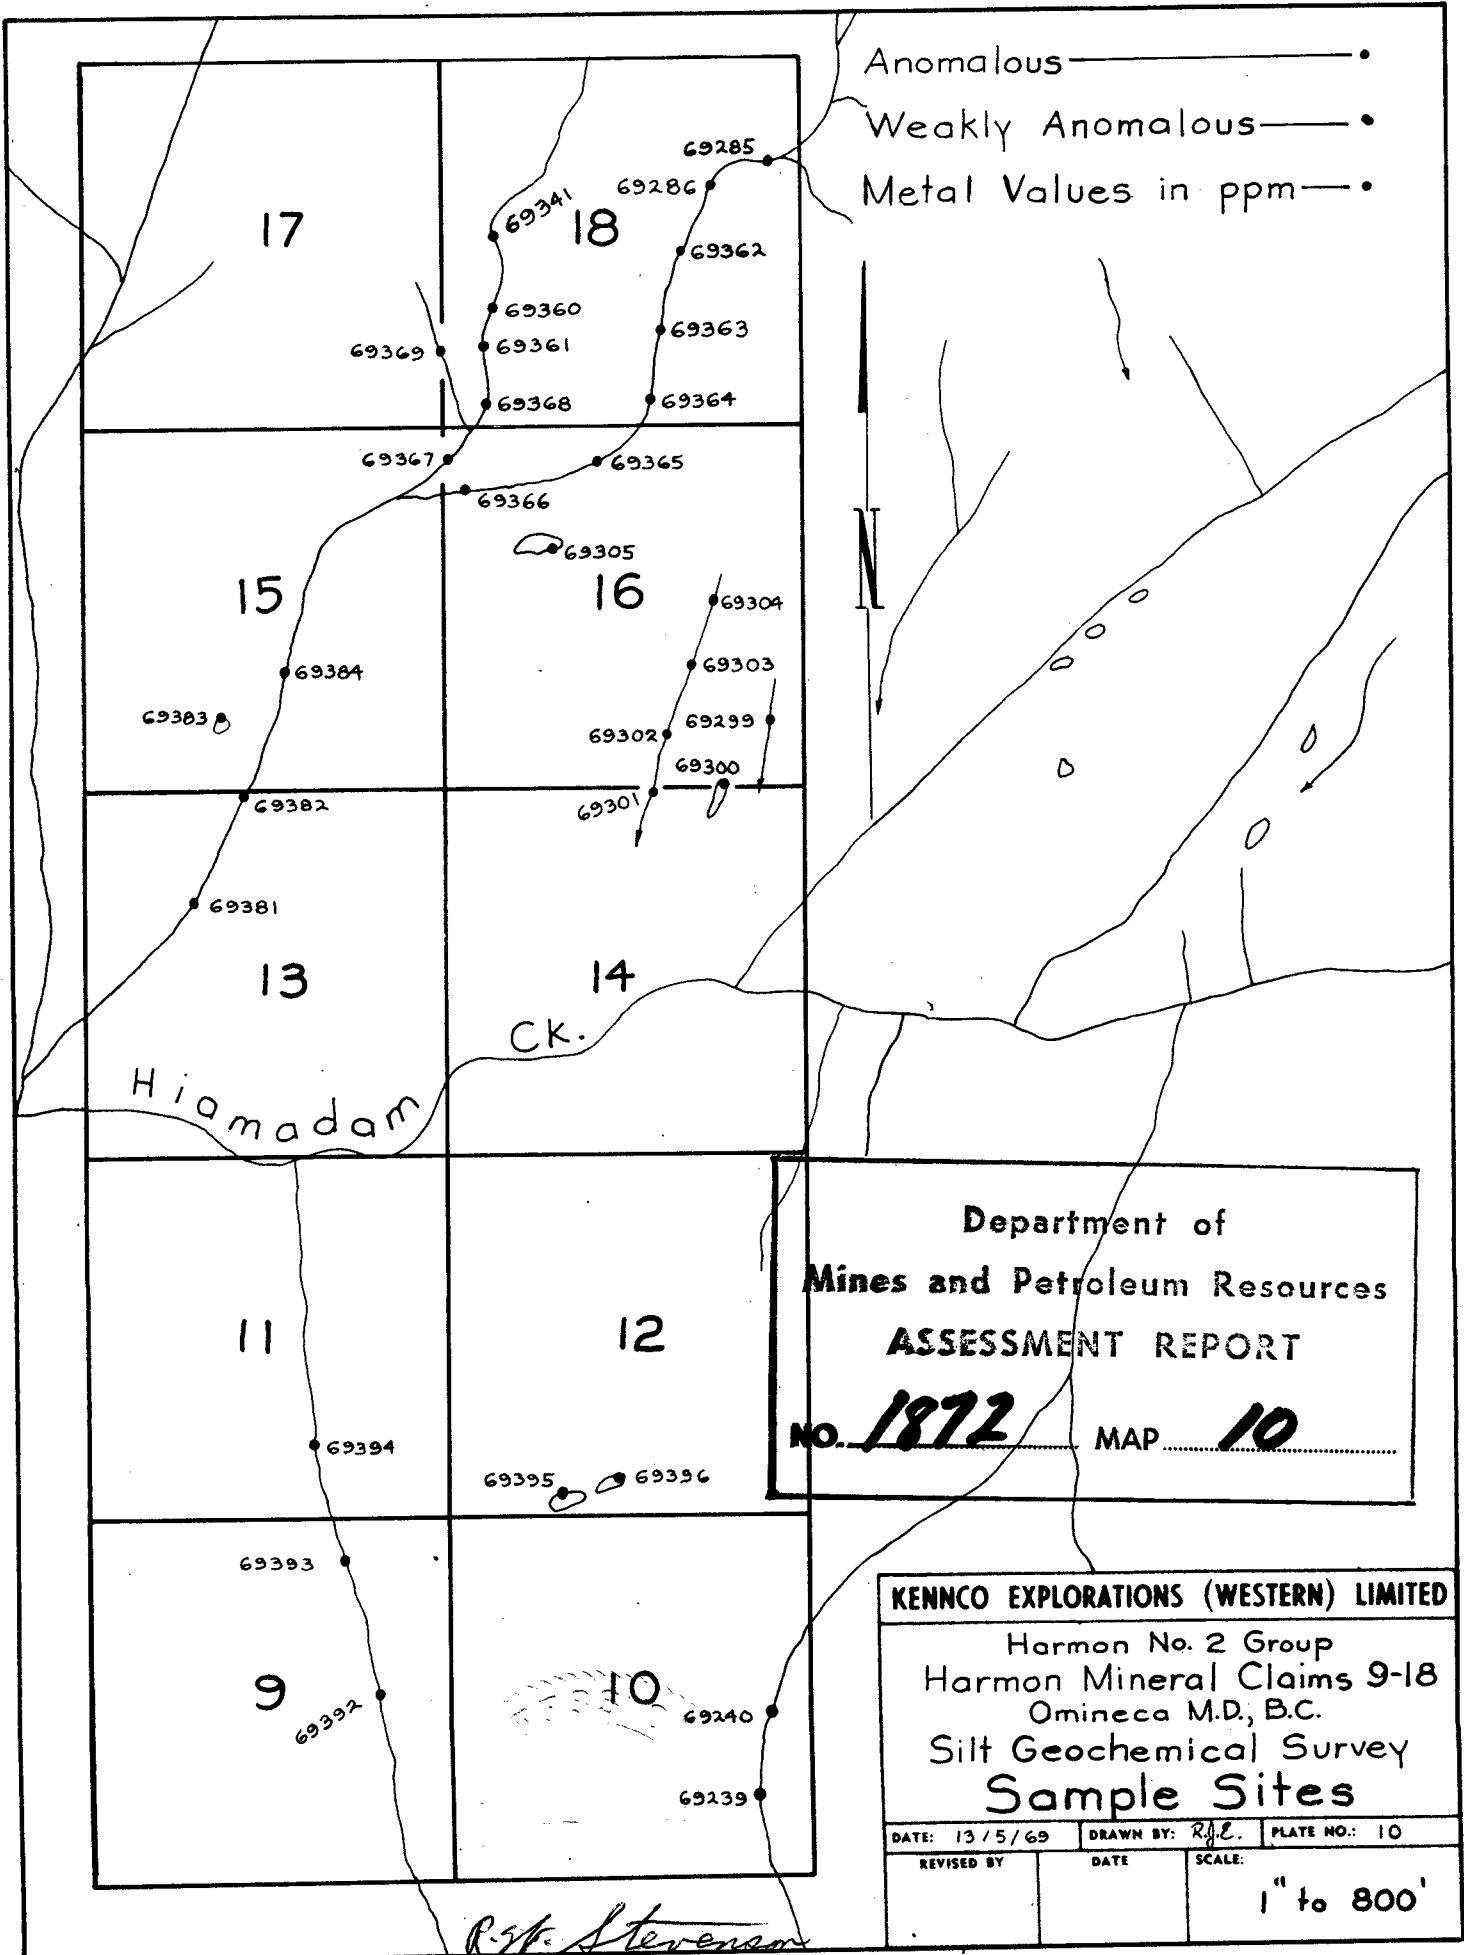 Anomalous
Weakly Anomalous
Metal Values in ppm
69285
69286
69341
17
18
69362
69360
69363
69369
69361
69368
69364
69367
69365
69366
N
69305
15
16
69304
69384
69303
69383
69302
69299
69300
69301
69382
69381
13
14
Hiamadam Ck.
11
12
69394
69395
69396
69393
9
10
69392
69240
69239
Department of
Mines and Petroleum Resources
ASSESSMENT REPORT
NO. 1872 MAP 10
KENNCO EXPLORATIONS (WESTERN) LIMITED
Harmon No. 2 Group
Harmon Mineral Claims 9-18
Omineca M.D., B.C.
Silt Geochemical Survey
Sample Sites
DATE: 13/5/69 DRAWN BY: R.J.E. PLATE NO.: 10
REVISED BY DATE SCALE:
1" to 800'
Stevenson